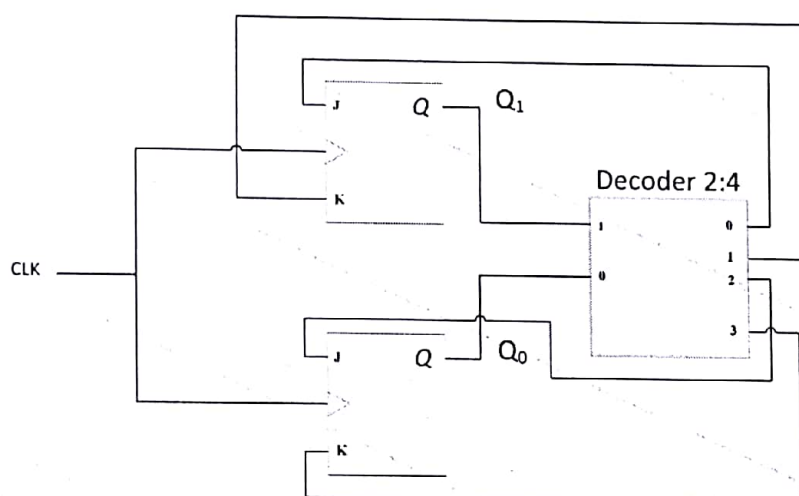 J Q Q₁
K
Decoder 2:4
1 0
1
0 2
3
CLK
J Q Q₀
K